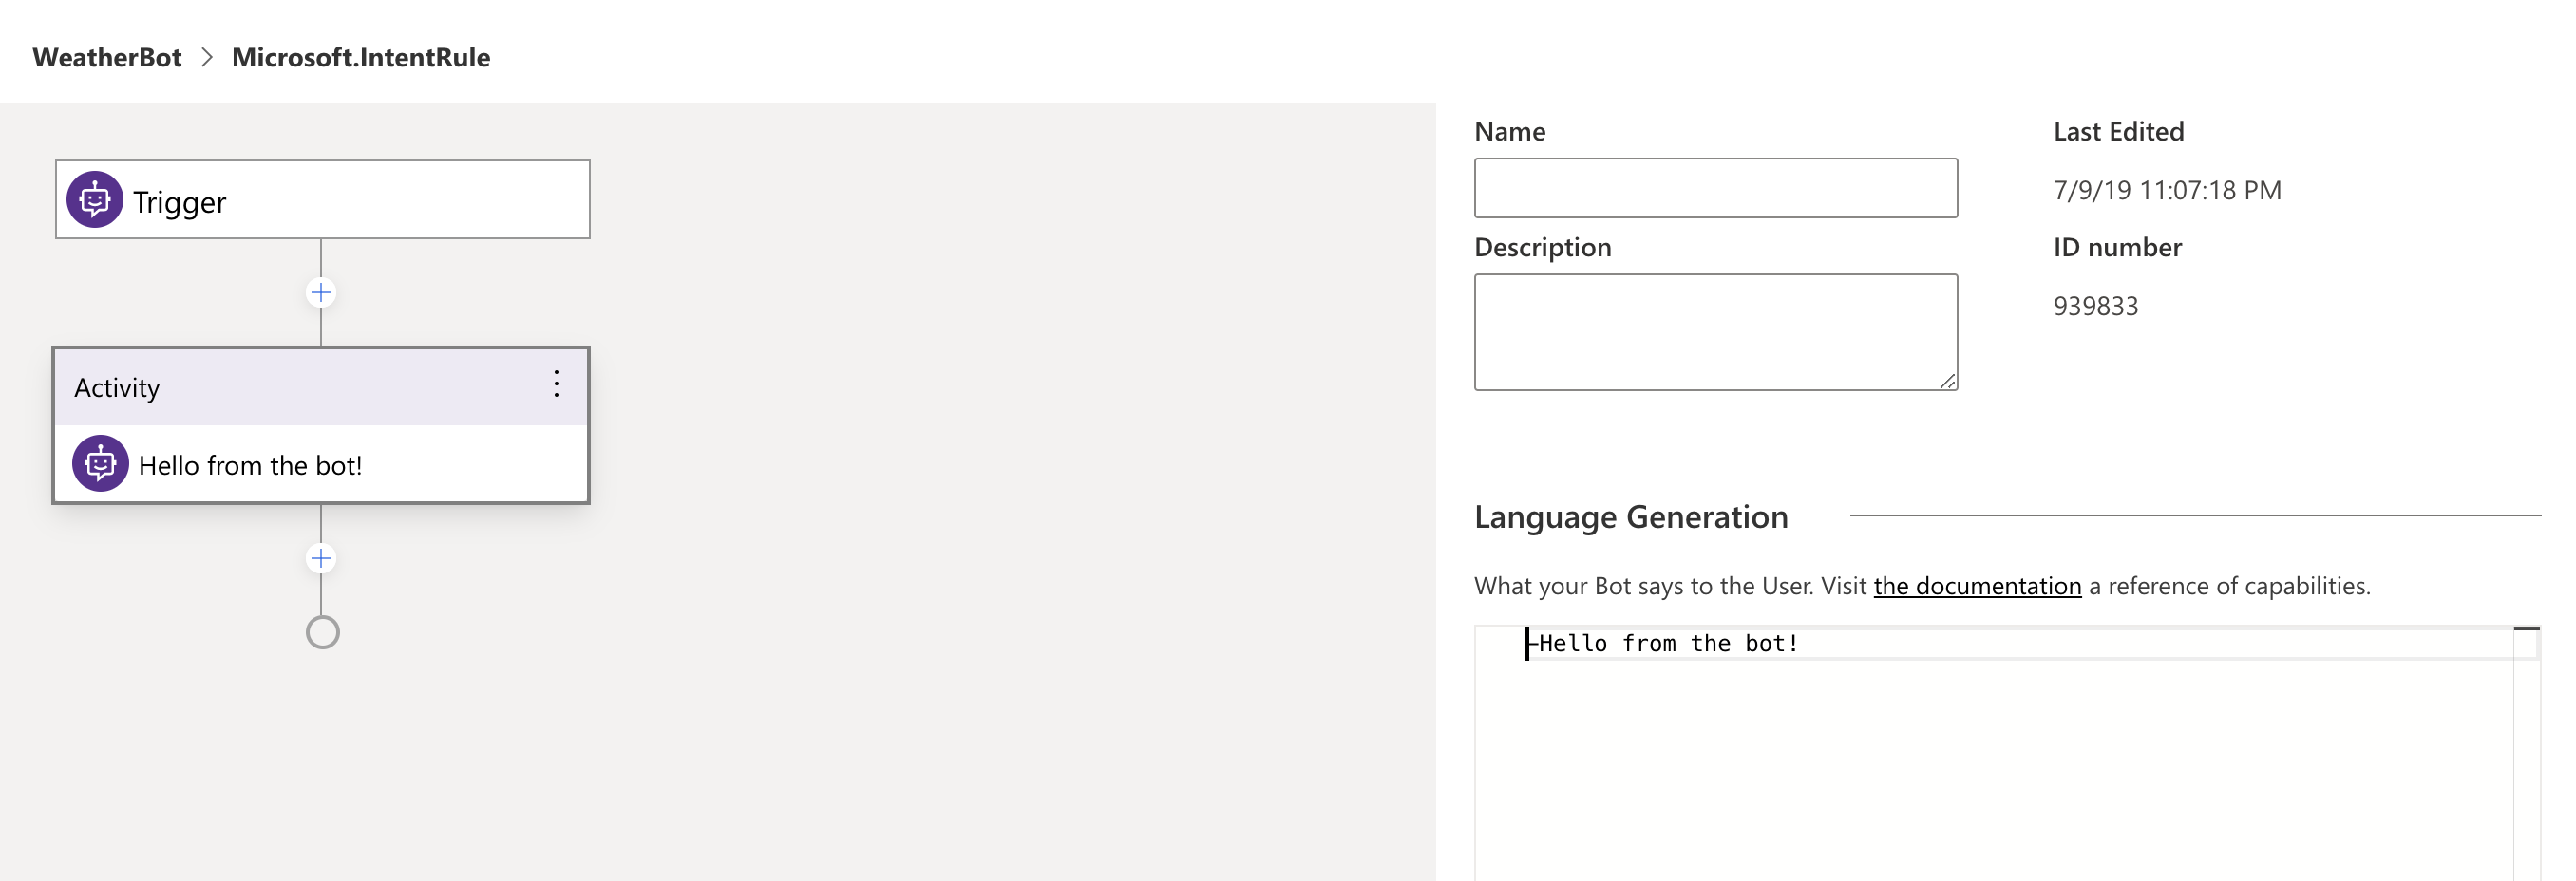 WeatherBot > Microsoft.IntentRule
Trigger
Activity
Hello from the bot!
Name
Last Edited
7/9/19 11:07:18 PM
Description
ID number
939833
Language Generation
What your Bot says to the User. Visit the documentation a reference of capabilities.
-Hello from the bot!